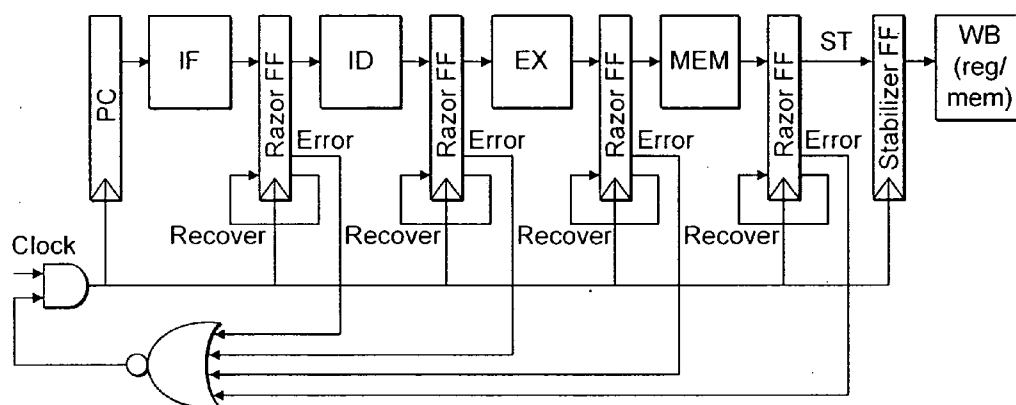 PC
IF
Razor FF
ID
Razor FF
EX
Razor FF
MEM
Razor FF
ST
Stabilizer FF
WB
(reg/
mem)
Error
Error
Error
Error
Recover
Recover
Recover
Recover
Clock